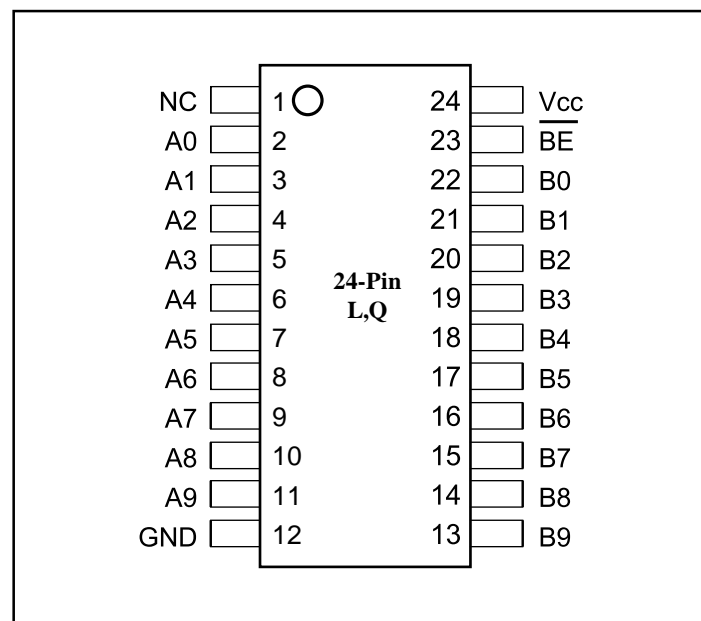 NC 1 24 Vcc
A0 2 23 B̅E̅
A1 3 22 B0
A2 4 21 B1
A3 5 20 B2
24-Pin
A4 6 19 B3
L,Q
A5 7 18 B4
A6 8 17 B5
A7 9 16 B6
A8 10 15 B7
A9 11 14 B8
GND 12 13 B9